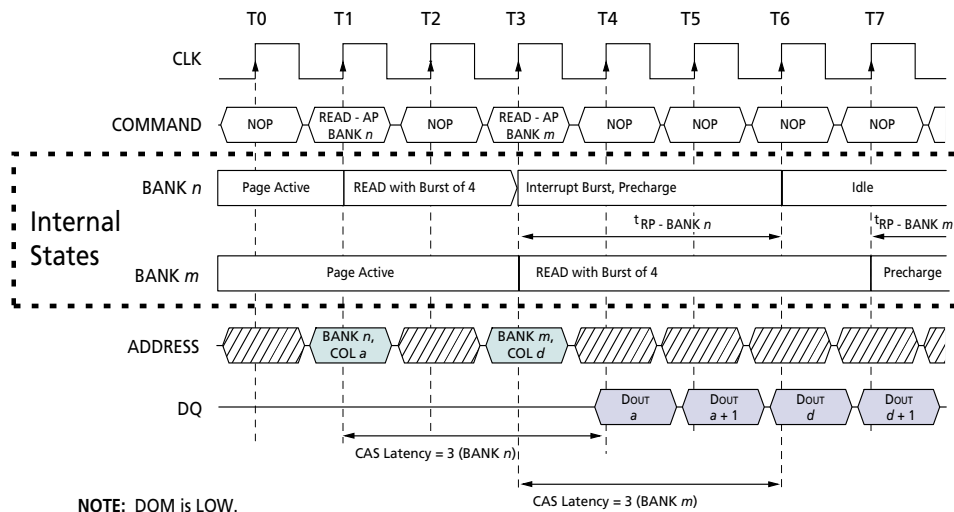 T0 T1 T2 T3 T4 T5 T6 T7
CLK
COMMAND NOP READ - AP NOP READ - AP NOP NOP NOP NOP
BANK n BANK m
BANK n Page Active READ with Burst of 4 Interrupt Burst, Precharge Idle
Internal
States
tRP - BANK n tRP - BANK m
BANK m Page Active READ with Burst of 4 Precharge
ADDRESS BANK n, BANK m,
COL a COL d
DQ DOUT DOUT DOUT DOUT
a a + 1 d d + 1
CAS Latency = 3 (BANK n)
CAS Latency = 3 (BANK m)
NOTE: DQM is LOW.